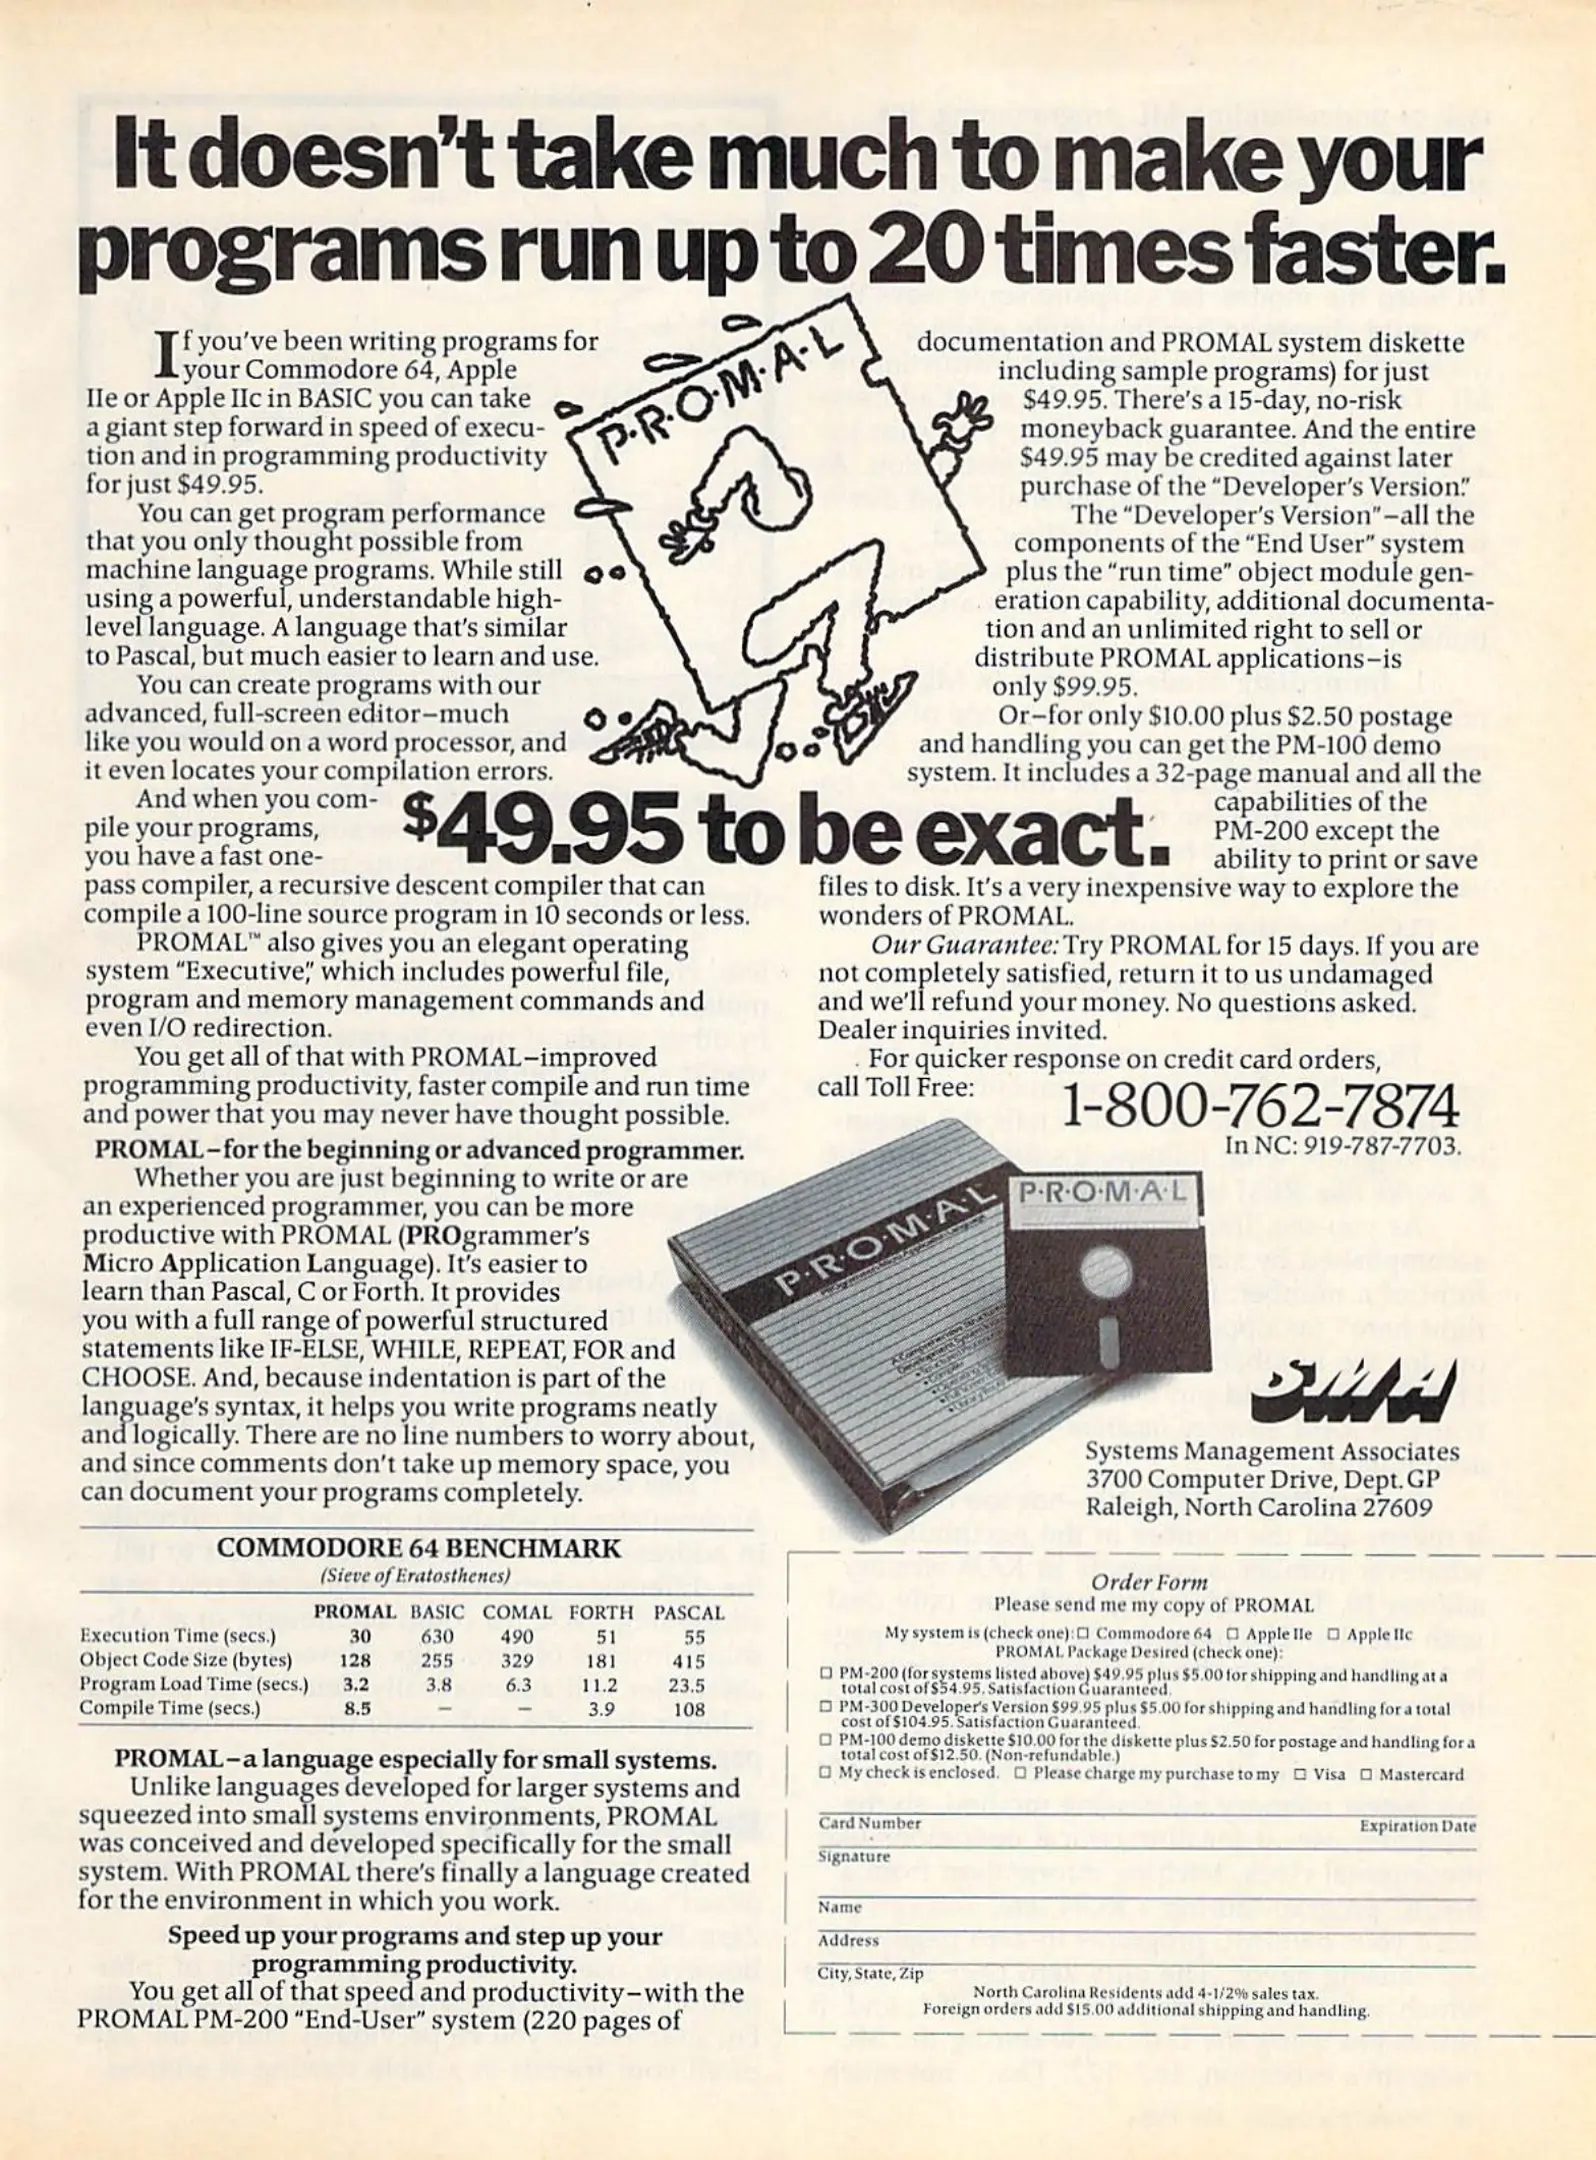 It doesn't take much to make your
programs run up to 20 times faster.
P·R·O·M·A·L
If you've been writing programs for
your Commodore 64, Apple
IIe or Apple IIc in BASIC you can take
a giant step forward in speed of execu-
tion and in programming productivity
for just $49.95.
You can get program performance
that you only thought possible from
machine language programs. While still
using a powerful, understandable high-
level language. A language that's similar
to Pascal, but much easier to learn and use.
You can create programs with our
advanced, full-screen editor–much
like you would on a word processor, and
it even locates your compilation errors.
And when you com-
pile your programs,
you have a fast one-
pass compiler, a recursive descent compiler that can
compile a 100-line source program in 10 seconds or less.
PROMAL™ also gives you an elegant operating
system "Executive," which includes powerful file,
program and memory management commands and
even I/O redirection.
You get all of that with PROMAL–improved
programming productivity, faster compile and run time
and power that you may never have thought possible.
PROMAL–for the beginning or advanced programmer.
Whether you are just beginning to write or are
an experienced programmer, you can be more
productive with PROMAL (PROgrammer's
Micro Application Language). It's easier to
learn than Pascal, C or Forth. It provides
you with a full range of powerful structured
statements like IF-ELSE, WHILE, REPEAT, FOR and
CHOOSE. And, because indentation is part of the
language's syntax, it helps you write programs neatly
and logically. There are no line numbers to worry about,
and since comments don't take up memory space, you
can document your programs completely.
COMMODORE 64 BENCHMARK
(Sieve of Eratosthenes)
PROMAL BASIC COMAL FORTH PASCAL
Execution Time (secs.) 30 630 490 51 55
Object Code Size (bytes) 128 255 329 181 415
Program Load Time (secs.) 3.2 3.8 6.3 11.2 23.5
Compile Time (secs.) 8.5 – – 3.9 108
PROMAL–a language especially for small systems.
Unlike languages developed for larger systems and
squeezed into small systems environments, PROMAL
was conceived and developed specifically for the small
system. With PROMAL there's finally a language created
for the environment in which you work.
Speed up your programs and step up your
programming productivity.
You get all of that speed and productivity–with the
PROMAL PM-200 "End-User" system (220 pages of
documentation and PROMAL system diskette
including sample programs) for just
$49.95. There's a 15-day, no-risk
moneyback guarantee. And the entire
$49.95 may be credited against later
purchase of the "Developer's Version."
The "Developer's Version"–all the
components of the "End User" system
plus the "run time" object module gen-
eration capability, additional documenta-
tion and an unlimited right to sell or
distribute PROMAL applications–is
only $99.95.
Or–for only $10.00 plus $2.50 postage
and handling you can get the PM-100 demo
system. It includes a 32-page manual and all the
$49.95 to be exact.
capabilities of the
PM-200 except the
ability to print or save
files to disk. It's a very inexpensive way to explore the
wonders of PROMAL.
Our Guarantee: Try PROMAL for 15 days. If you are
not completely satisfied, return it to us undamaged
and we'll refund your money. No questions asked.
Dealer inquiries invited.
For quicker response on credit card orders,
call Toll Free:
1-800-762-7874
In NC: 919-787-7703.
P·R·O·M·A·L
P·R·O·M·A·L
SMA
Systems Management Associates
3700 Computer Drive, Dept. GP
Raleigh, North Carolina 27609
Order Form
Please send me my copy of PROMAL
My system is (check one): □ Commodore 64 □ Apple IIe □ Apple IIc
PROMAL Package Desired (check one):
□ PM-200 (for systems listed above) $49.95 plus $5.00 for shipping and handling at a
total cost of $54.95. Satisfaction Guaranteed.
□ PM-300 Developer's Version $99.95 plus $5.00 for shipping and handling for a total
cost of $104.95. Satisfaction Guaranteed.
□ PM-100 demo diskette $10.00 for the diskette plus $2.50 for postage and handling for a
total cost of $12.50. (Non-refundable.)
□ My check is enclosed. □ Please charge my purchase to my □ Visa □ Mastercard
Card Number Expiration Date
Signature
Name
Address
City, State, Zip
North Carolina Residents add 4-1/2% sales tax.
Foreign orders add $15.00 additional shipping and handling.